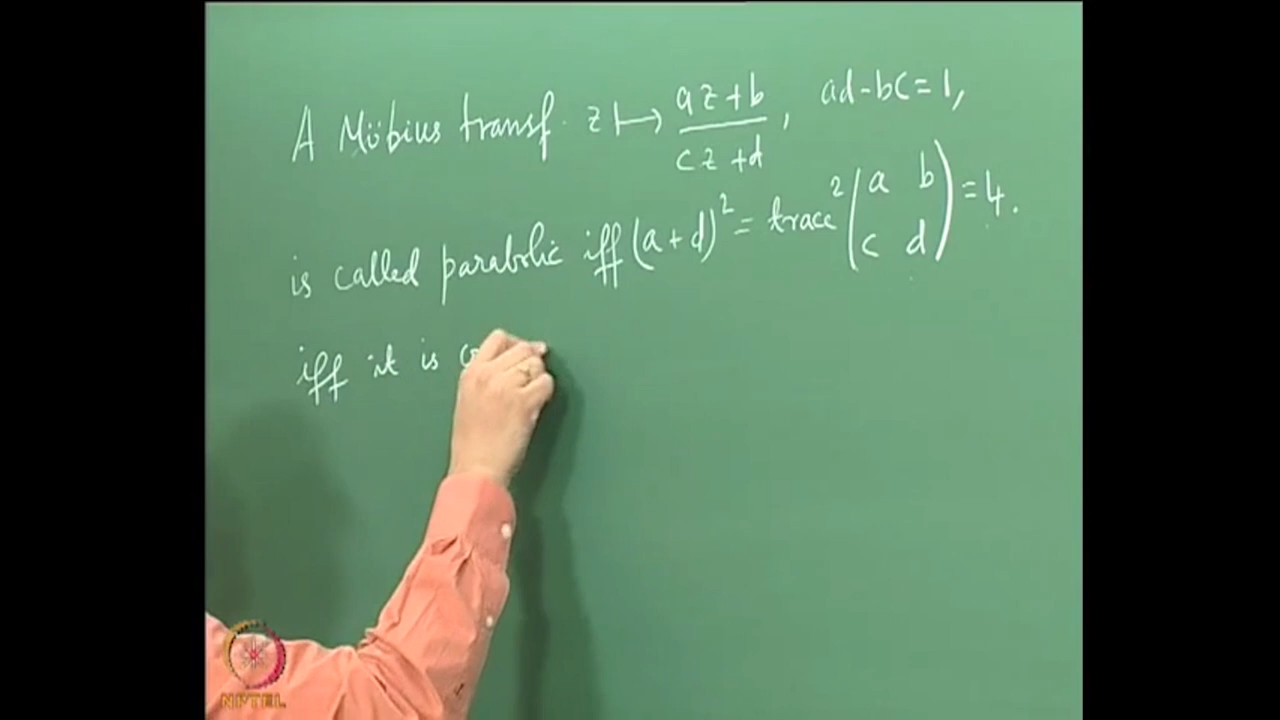 A Möbius transf. z ↦ (az+b)/(cz+d), ad-bc=1,
is called parabolic iff (a+d)² = trace² (a b; c d) = 4.
iff it is
NPTEL